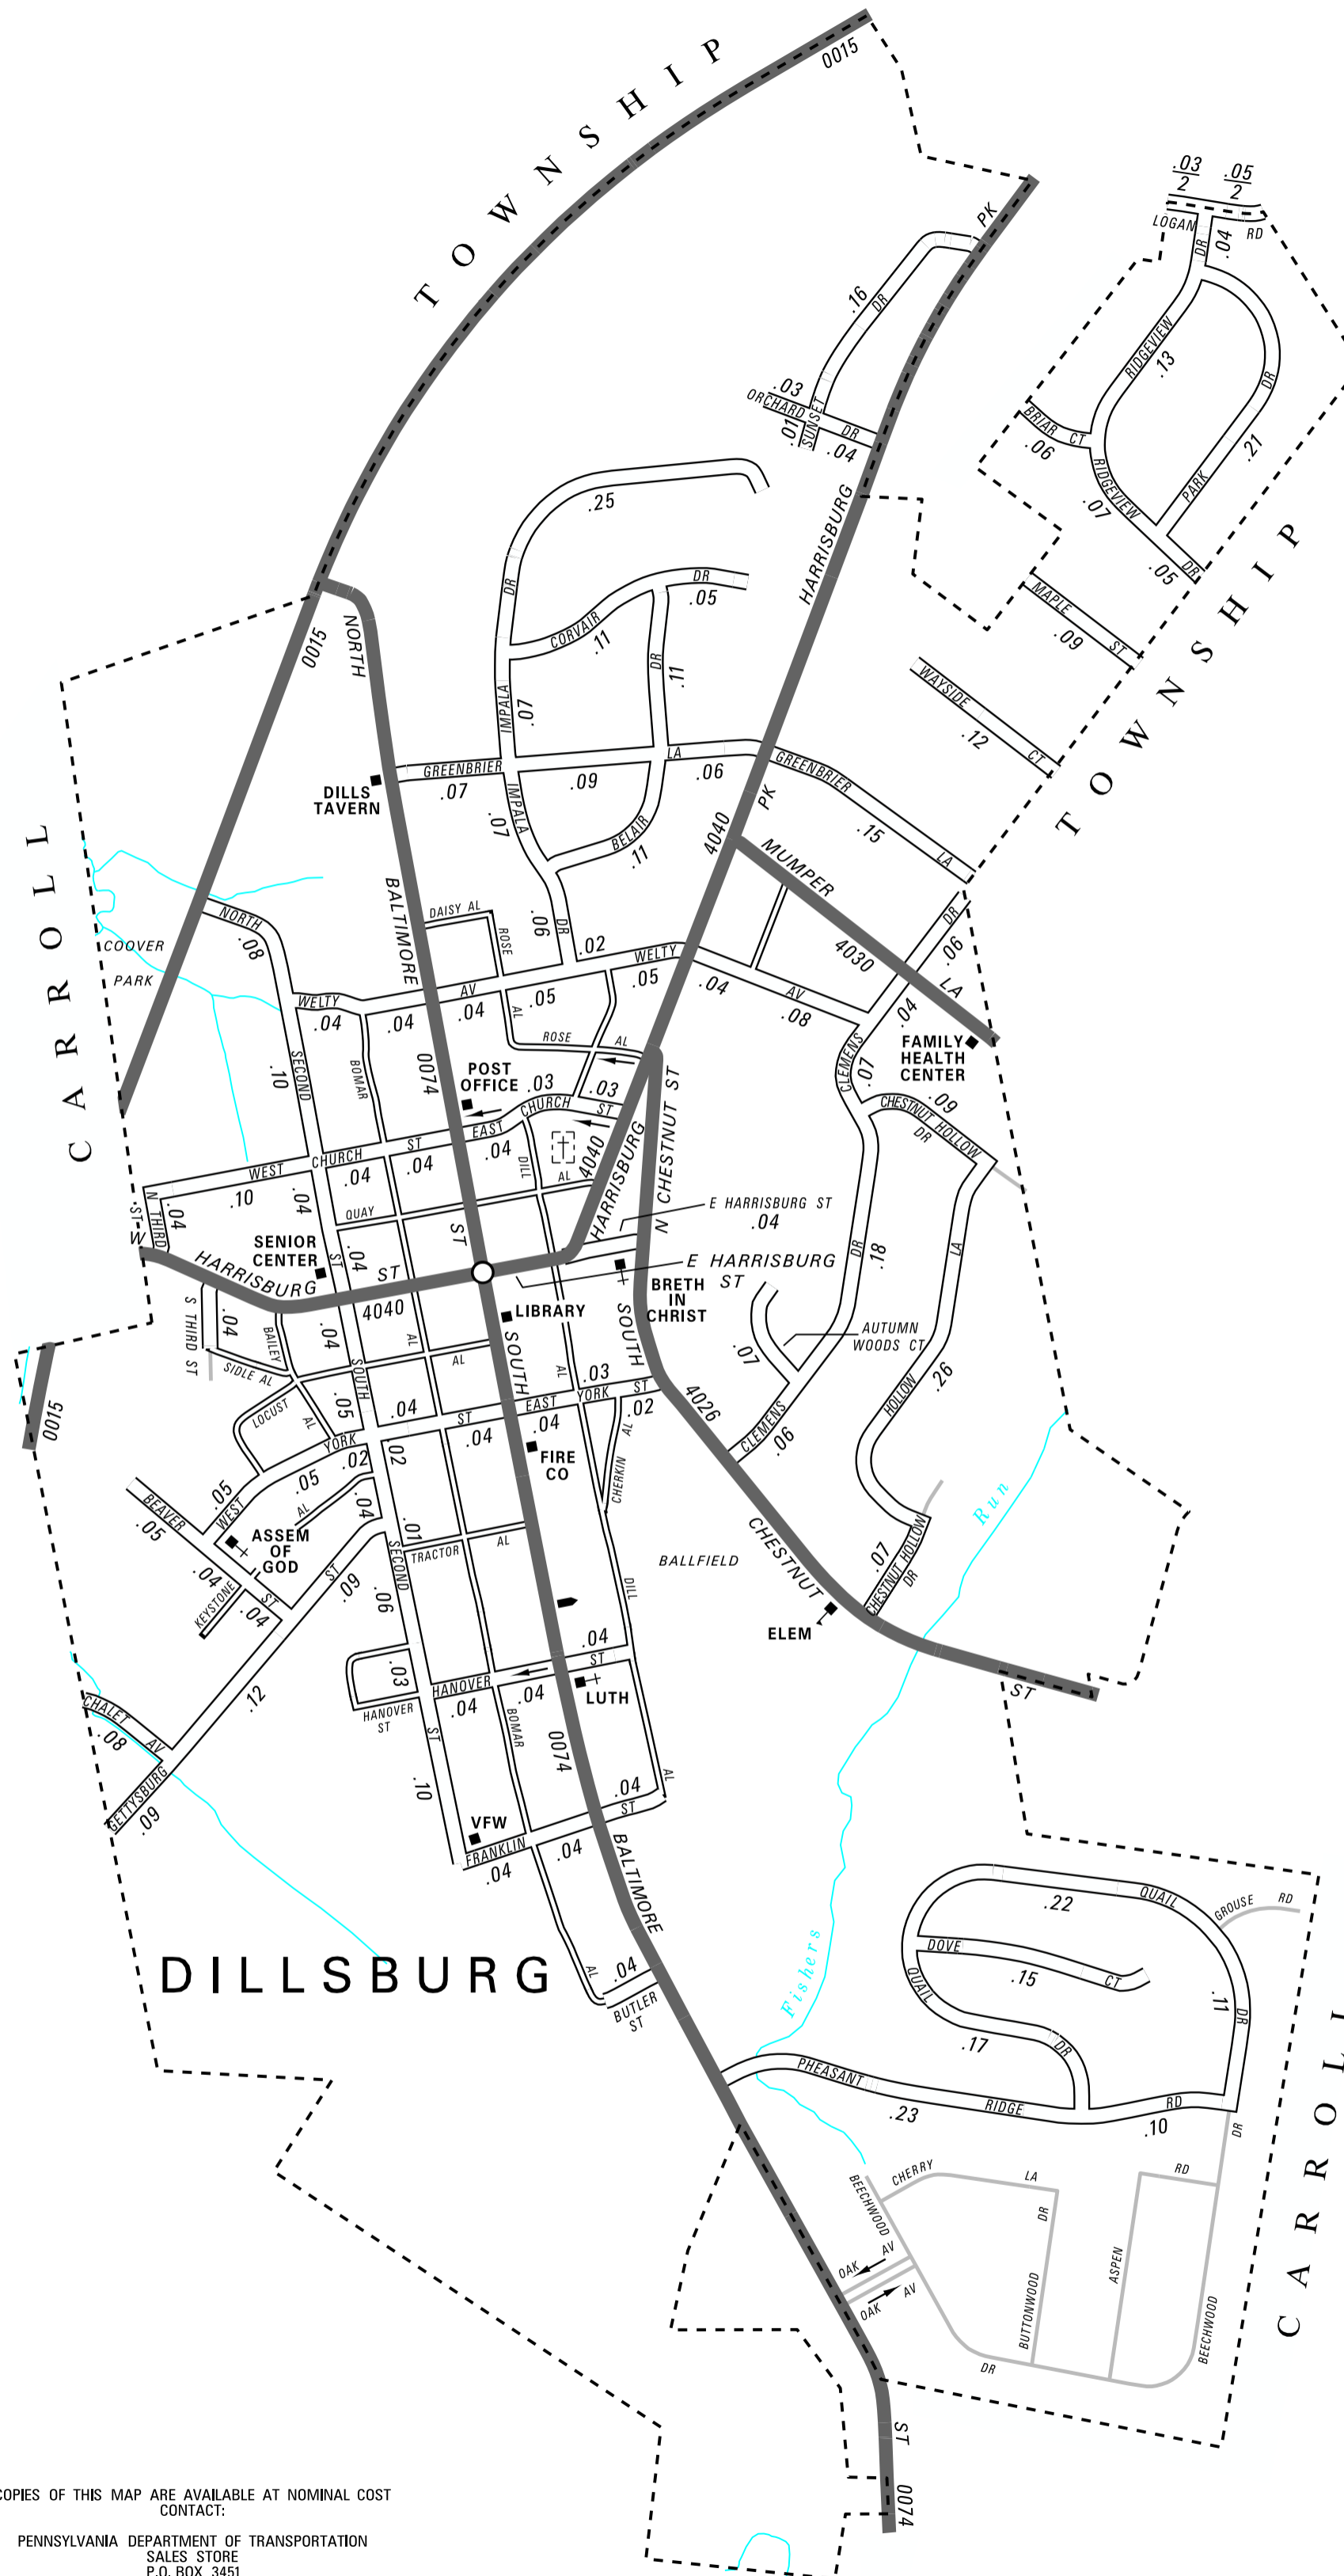 TOWNSHIP
0015
PK
.03
2
.05
2
LOGAN RD
DR
.04
.16
DR
RIDGEVIEW
.13
DR
.03
ORCHARD DR
.01
SUNSET
.04
BRIAR CT
.06
RIDGEVIEW
.07
PARK
.21
.05
DR
.25
HARRISBURG
DR
DR
.05
MAPLE ST
.09
TOWNSHIP
0015
NORTH
CORVAIR
.11
DR
.11
WAYSIDE CT
.12
IMPALA
.07
GREENBRIER LA
.07
.09
.06
GREENBRIER LA
.15
DILLS
TAVERN
IMPALA
.07
BELAIR
.11
PK
4040
MUMPER LA
4030
CARROLL
BALTIMORE
DAISY AL
ROSE
AL
.06
DR
.02
NORTH
.08
COOVER
PARK
WELTY AV
.04
.04
.04
.05
WELTY AV
.05
.04
.08
DR
.06
.04
FAMILY
HEALTH
CENTER
ROSE AL
SECOND
.10
BOMAR
0074
POST
OFFICE
.03
.03
CLEMENS
.07
CHESTNUT HOLLOW
DR
.09
EAST CHURCH ST
.04
DILL
AL
4040
HARRISBURG
N CHESTNUT ST
WEST CHURCH ST
.10
.04
.04
.04
N THIRD
ST
.04
QUAY
E HARRISBURG ST
.04
W HARRISBURG ST
SENIOR
CENTER
ST
.04
ST
E HARRISBURG
ST
BRETH
IN
CHRIST
DR
.18
LA
4040
LIBRARY
S THIRD ST
.04
BAILEY
.04
AL
AL
SOUTH
SOUTH
.07
AUTUMN
WOODS CT
SIDLE AL
SOUTH
.05
LOCUST
AL
.04
EAST YORK ST
.04
.03
.02
AL
4026
HOLLOW
.26
WEST YORK ST
.05
.05
.02
.02
.04
FIRE
CO
CHERKIN AL
CLEMENS
.06
BEAVER ST
.05
.04
.04
KEYSTONE
AL
ASSEM
OF
GOD
.04
.01
TRACTOR AL
BALLFIELD
CHESTNUT
Fishers Run
.07
CHESTNUT HOLLOW
DR
ST
.09
SECOND
.06
DILL
ELEM
.12
.03
HANOVER
ST
HANOVER ST
.04
.04
.04
LUTH
ST
CHALET AV
.08
GETTYSBURG
.09
ST
.10
BOMAR
0074
AL
.04
VFW
FRANKLIN ST
.04
.04
BALTIMORE
DILLSBURG
AL
.04
BUTLER
ST
QUAIL
.22
GROUSE RD
DOVE CT
.15
QUAIL
.17
DR
.11
DR
PHEASANT RIDGE RD
.23
.10
CARROLL
DR
BEECHWOOD
CHERRY LA
DR
BUTTONWOOD
RD
ASPEN
OAK AV
OAK AV
BEECHWOOD
DR
ST
0074
COPIES OF THIS MAP ARE AVAILABLE AT NOMINAL COST
CONTACT:
PENNSYLVANIA DEPARTMENT OF TRANSPORTATION
SALES STORE
P.O. BOX 3451